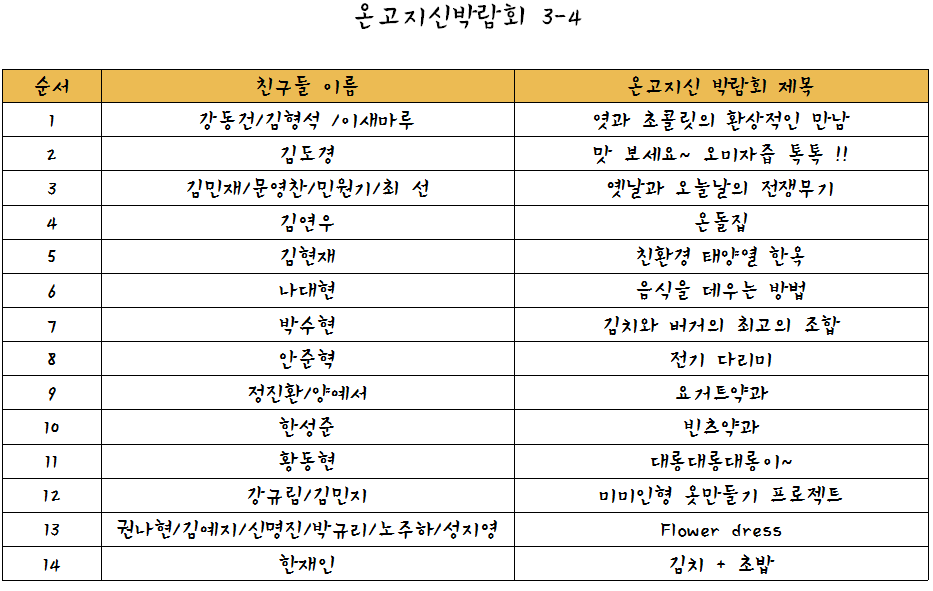 온고지신박람회 3-4
순서 친구들 이름 온고지신 박람회 제목
1 강동건/김형석 /이새마루 엿과 초콜릿의 환상적인 만남
2 김도경 맛 보세요~ 오미자즙 톡톡 !!
3 김민재/문영찬/민원기/최 선 옛날과 오늘날의 전쟁무기
4 김연우 온돌집
5 김현재 친환경 태양열 한옥
6 나대현 음식을 데우는 방법
7 박수현 김치와 버거의 최고의 조합
8 안준혁 전기 다리미
9 정진환/양예서 요거트약과
10 한성준 빈츠약과
11 황동현 대롱대롱대롱이~
12 강규림/김민지 미미인형 옷만들기 프로젝트
13 권나현/김예지/신명진/박규리/노주하/성지영 Flower dress
14 한재인 김치 + 초밥